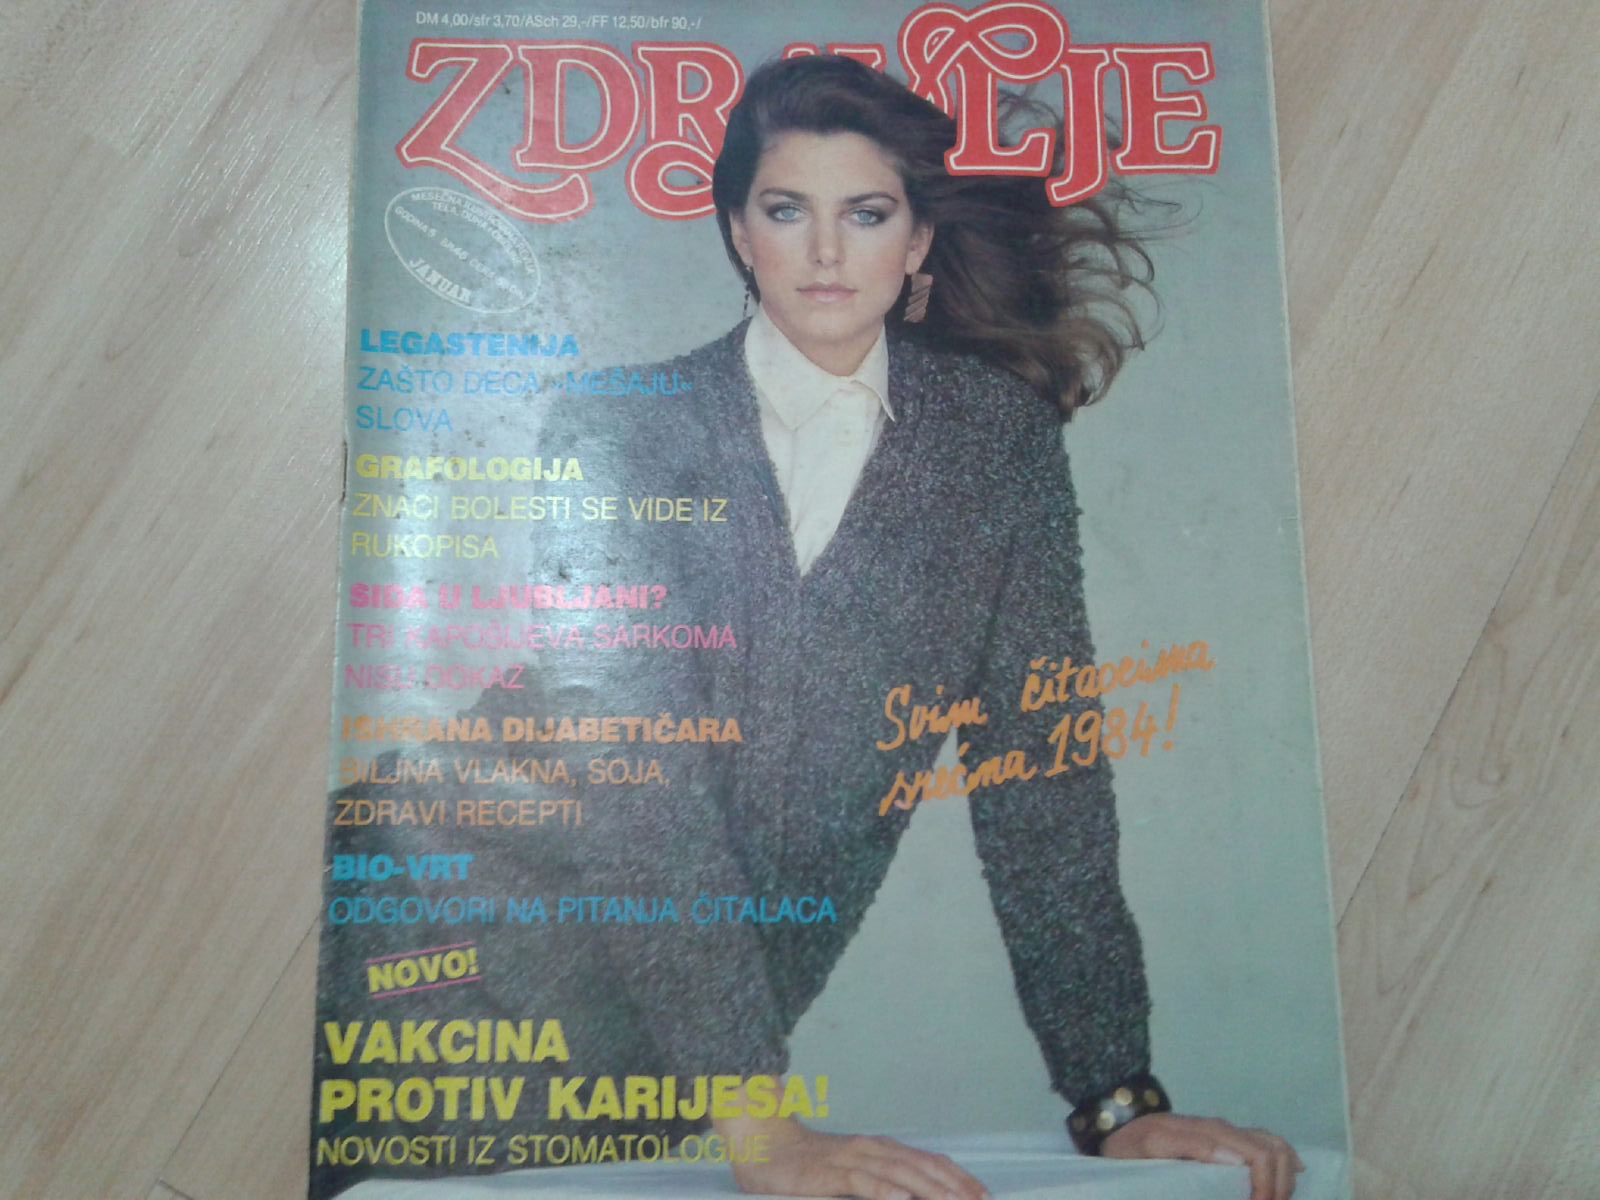 DM 4,00/sfr 3,70/ASch 29,-/FF 12,50/bfr 90,-/
ZDRAVLJE
JANUAR
LEGASTENIJA
ZAŠTO DECA »MEŠAJU«
SLOVA
GRAFOLOGIJA
ZNACI BOLESTI SE VIDE IZ
RUKOPISA
SIDA U LJUBLJANI?
TRI KAPOŠIJEVA SARKOMA
NISU DOKAZ
ISHRANA DIJABETIČARA
BILJNA VLAKNA, SOJA,
ZDRAVI RECEPTI
BIO-VRT
ODGOVORI NA PITANJA ČITALACA
NOVO!
VAKCINA
PROTIV KARIJESA!
NOVOSTI IZ STOMATOLOGIJE
Svim čitaocima
srećna 1984!